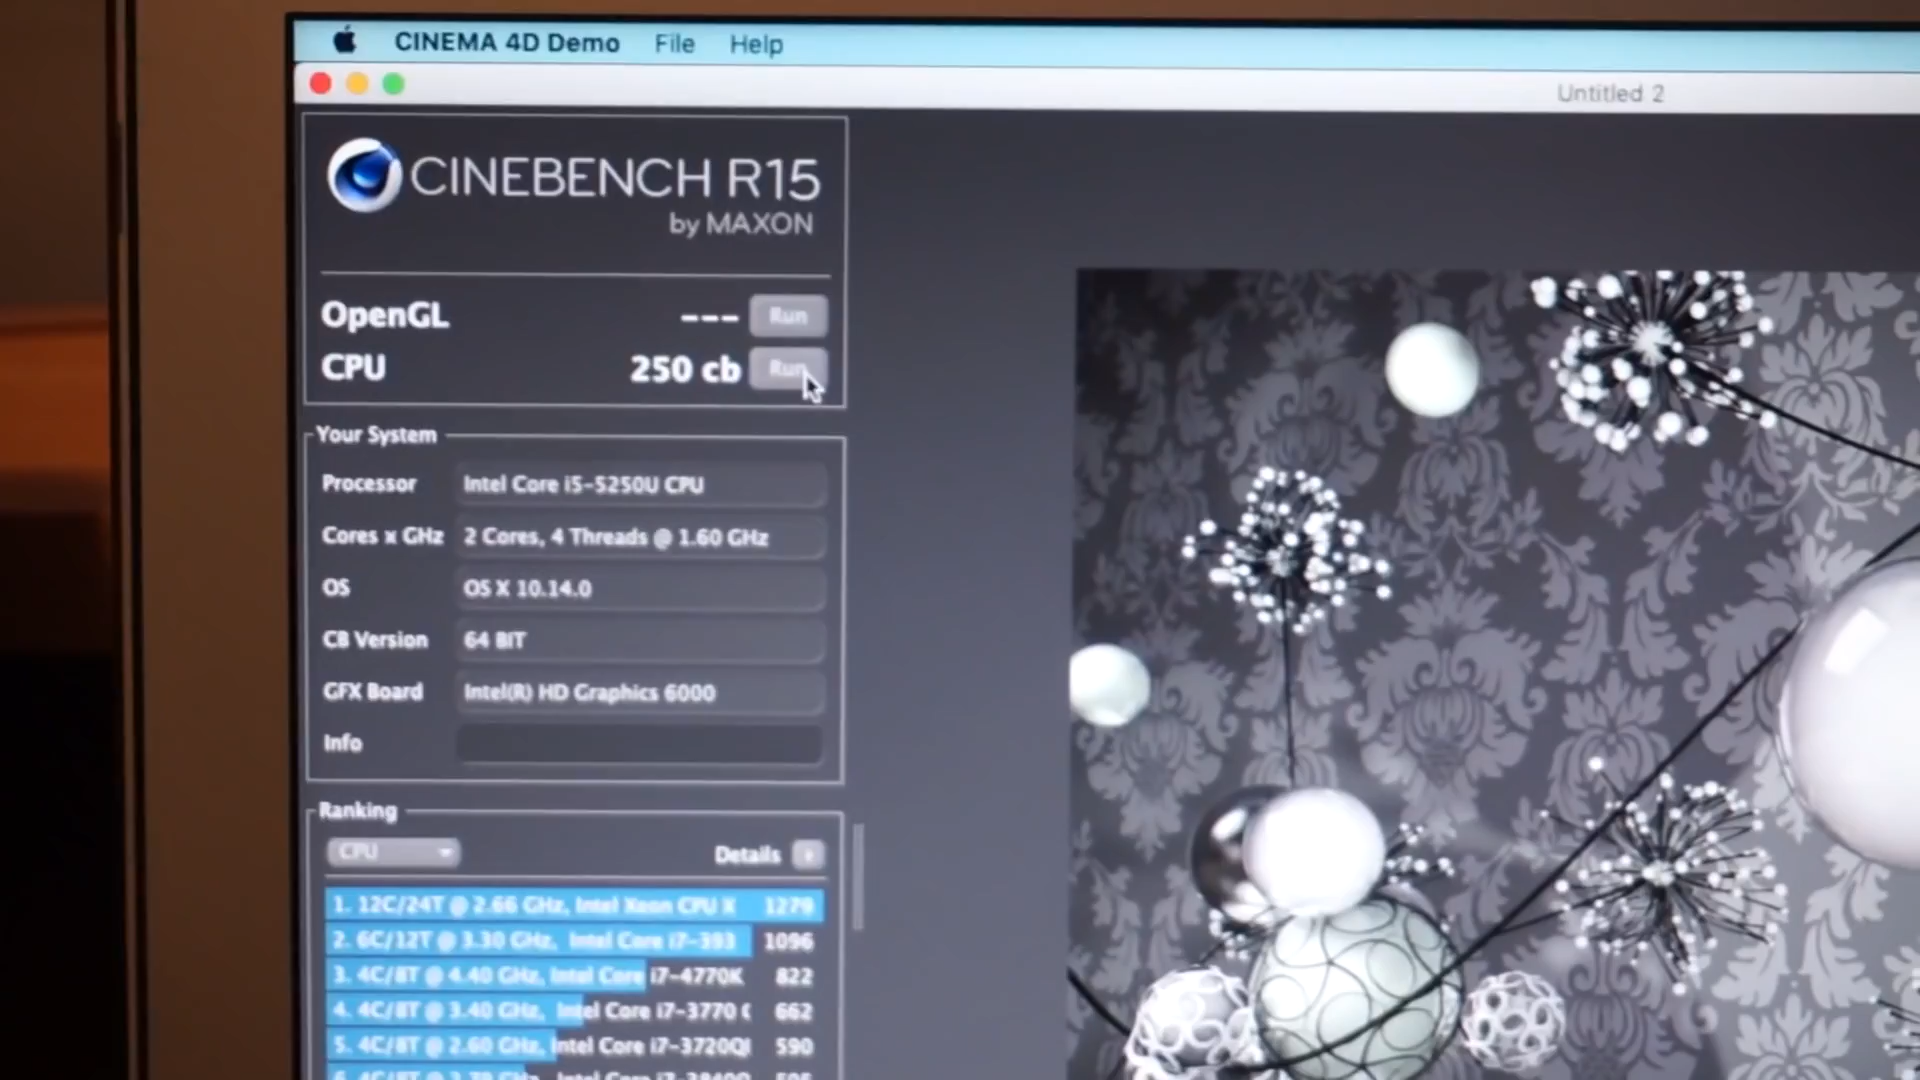 CINEMA 4D Demo File Help
Untitled 2
CINEBENCH R15
by MAXON
OpenGL --- Run
CPU 250 cb Run
Your System
Processor Intel Core i5-5250U CPU
Cores x GHz 2 Cores, 4 Threads @ 1.60 GHz
OS OS X 10.14.0
CB Version 64 BIT
GFX Board Intel(R) HD Graphics 6000
Info
Ranking
CPU Details
1. 12C/24T @ 2.66 GHz, Intel Xeon CPU X 1279
2. 6C/12T @ 3.30 GHz, Intel Core i7-393 1096
3. 4C/8T @ 4.40 GHz, Intel Core i7-4770K 822
4. 4C/8T @ 3.40 GHz, Intel Core i7-3770 662
5. 4C/8T @ 2.60 GHz, Intel Core i7-3720Q 590